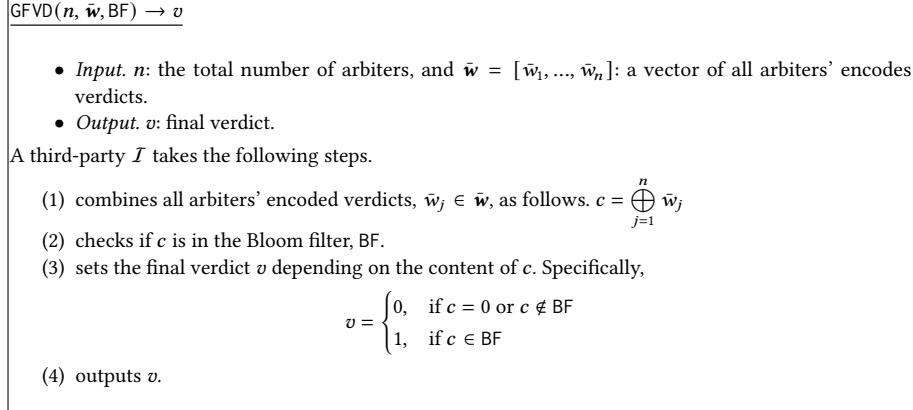 GFVD(n, w̄, BF) → v
• Input. n: the total number of arbiters, and w̄ = [w̄₁, ..., w̄ₙ]: a vector of all arbiters’ encodes
verdicts.
• Output. v: final verdict.
A third-party I takes the following steps.
(1) combines all arbiters’ encoded verdicts, w̄ⱼ ∈ w̄, as follows. c = ⨁ⁿⱼ₌₁ w̄ⱼ
(2) checks if c is in the Bloom filter, BF.
(3) sets the final verdict v depending on the content of c. Specifically,
v = { 0, if c = 0 or c ∉ BF
1, if c ∈ BF
(4) outputs v.